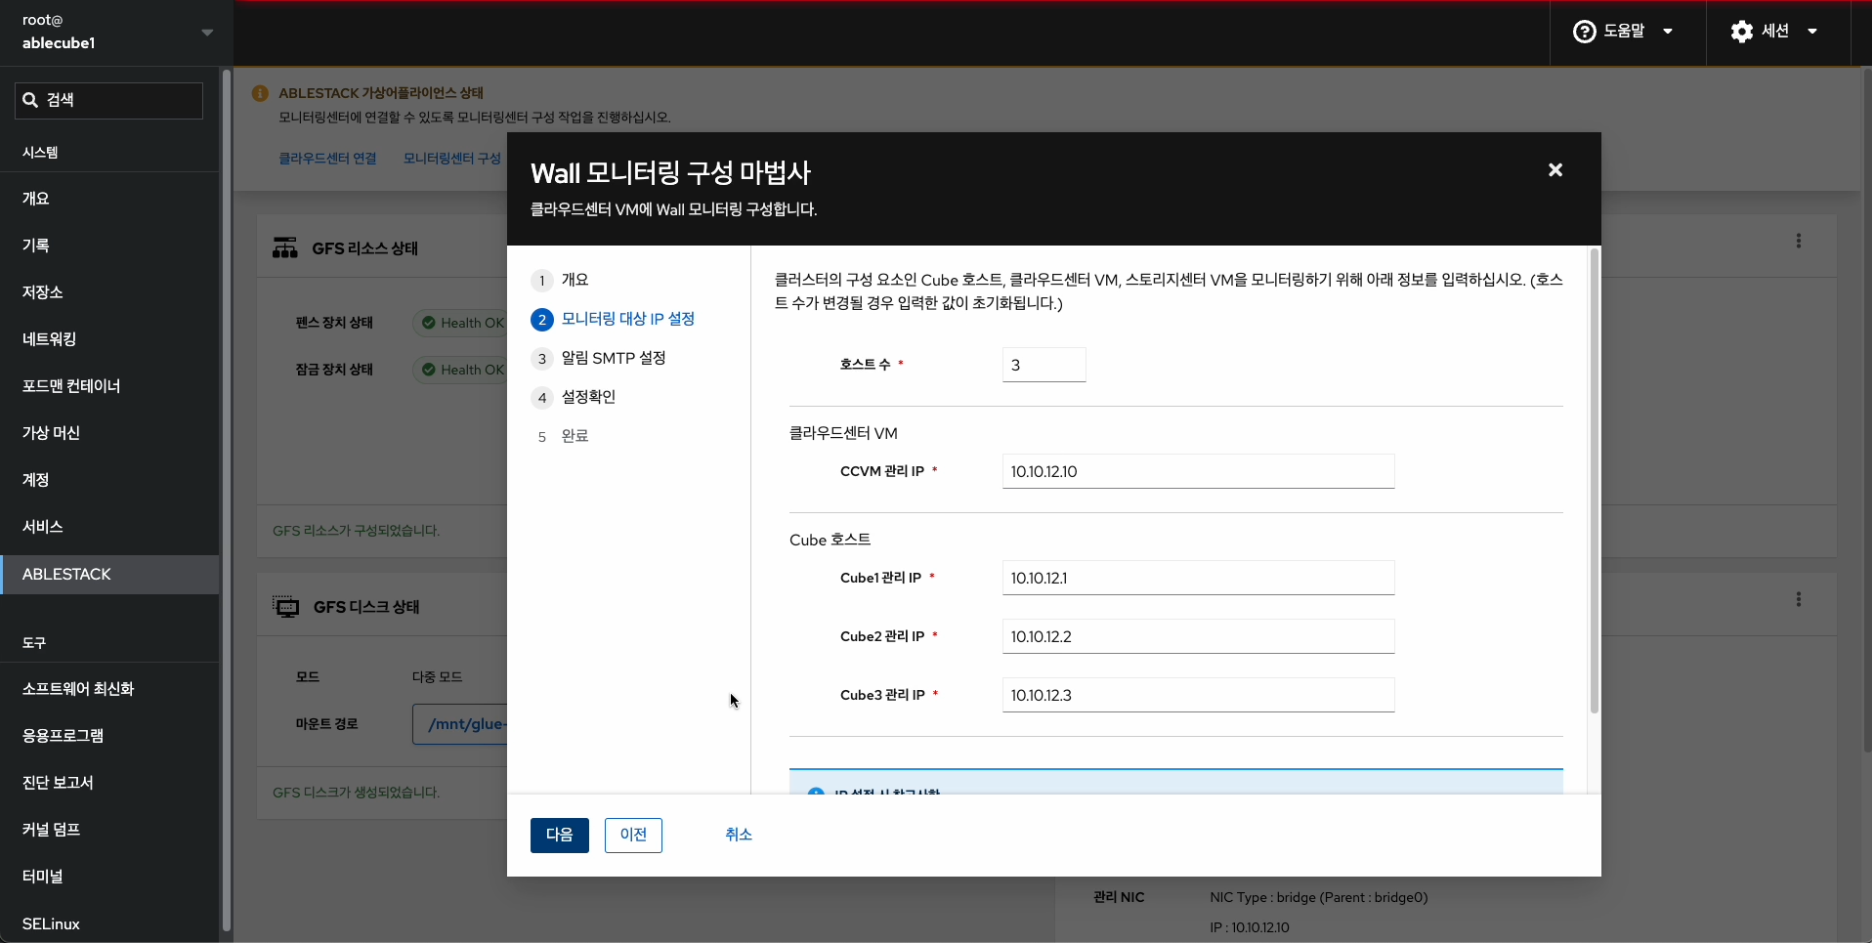 root@
ablecube1
도움말
세션
검색
시스템
개요
기록
저장소
네트워킹
포드맨 컨테이너
가상 머신
계정
서비스
ABLESTACK
도구
소프트웨어 최신화
응용프로그램
진단 보고서
커널 덤프
터미널
SELinux
ABLESTACK 가상어플라이언스 상태
모니터링센터에 연결할 수 있도록 모니터링센터 구성 작업을 진행하십시오.
클라우드센터 연결 모니터링센터 구성
GFS 리소스 상태
펜스 장치 상태 Health OK
잠금 장치 상태 Health OK
GFS 리소스가 구성되었습니다.
GFS 디스크 상태
모드 다중 모드
마운트 경로 /mnt/glue-
GFS 디스크가 생성되었습니다.
Wall 모니터링 구성 마법사
클라우드센터 VM에 Wall 모니터링 구성합니다.
1 개요
2 모니터링 대상 IP 설정
3 알림 SMTP 설정
4 설정확인
5 완료
클러스터의 구성 요소인 Cube 호스트, 클라우드센터 VM, 스토리지센터 VM을 모니터링하기 위해 아래 정보를 입력하십시오. (호스
트 수가 변경될 경우 입력한 값이 초기화됩니다.)
호스트 수 * 3
클라우드센터 VM
CCVM 관리 IP * 10.10.12.10
Cube 호스트
Cube1 관리 IP * 10.10.12.1
Cube2 관리 IP * 10.10.12.2
Cube3 관리 IP * 10.10.12.3
IP 설정 시 참고사항
다음 이전 취소
관리 NIC NIC Type : bridge (Parent : bridge0)
IP : 10.10.12.10